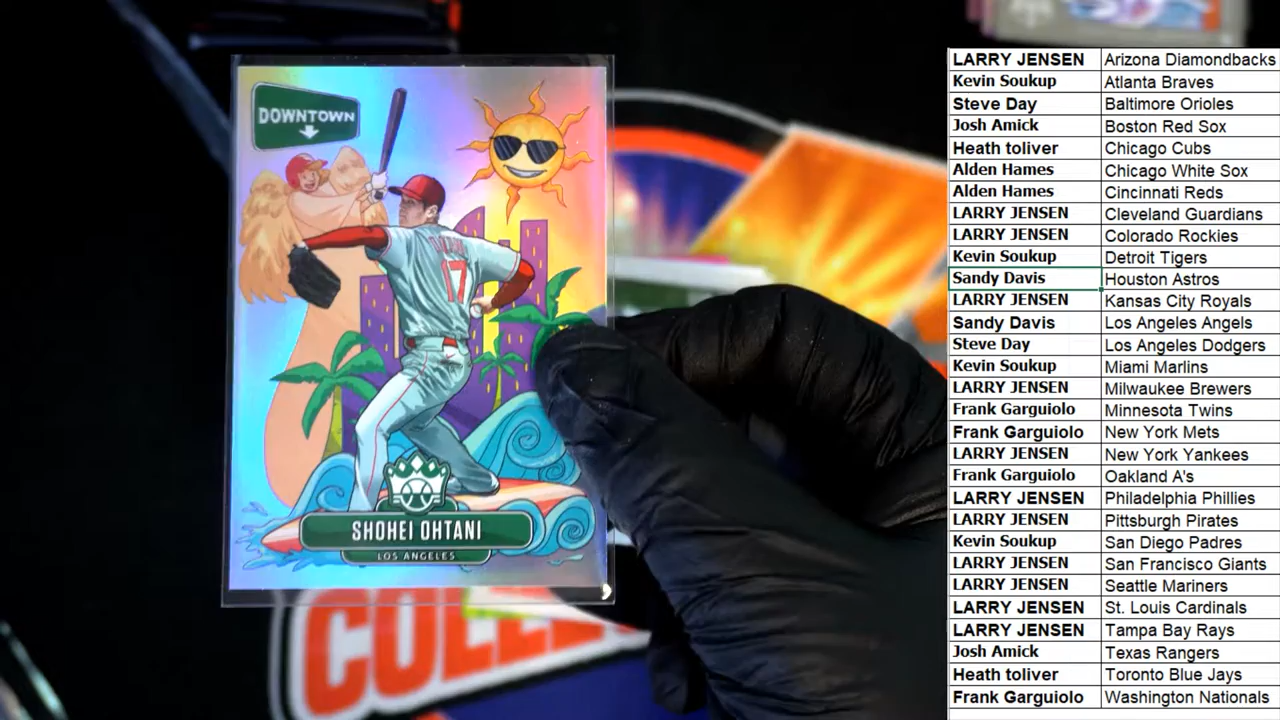 DOWNTOWN
17
SHOHEI OHTANI
LOS ANGELES
COLLE
LARRY JENSEN Arizona Diamondbacks
Kevin Soukup Atlanta Braves
Steve Day Baltimore Orioles
Josh Amick Boston Red Sox
Heath toliver Chicago Cubs
Alden Hames Chicago White Sox
Alden Hames Cincinnati Reds
LARRY JENSEN Cleveland Guardians
LARRY JENSEN Colorado Rockies
Kevin Soukup Detroit Tigers
Sandy Davis Houston Astros
LARRY JENSEN Kansas City Royals
Sandy Davis Los Angeles Angels
Steve Day Los Angeles Dodgers
Kevin Soukup Miami Marlins
LARRY JENSEN Milwaukee Brewers
Frank Garguiolo Minnesota Twins
Frank Garguiolo New York Mets
LARRY JENSEN New York Yankees
Frank Garguiolo Oakland A's
LARRY JENSEN Philadelphia Phillies
LARRY JENSEN Pittsburgh Pirates
Kevin Soukup San Diego Padres
LARRY JENSEN San Francisco Giants
LARRY JENSEN Seattle Mariners
LARRY JENSEN St. Louis Cardinals
LARRY JENSEN Tampa Bay Rays
Josh Amick Texas Rangers
Heath toliver Toronto Blue Jays
Frank Garguiolo Washington Nationals